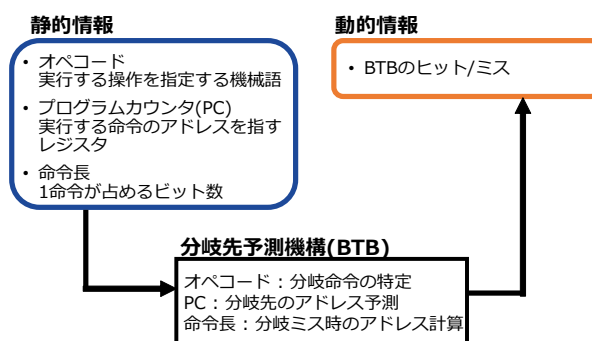 静的情報
• オペコード
実行する操作を指定する機械語
• プログラムカウンタ(PC)
実行する命令のアドレスを指す
レジスタ
• 命令長
1命令が占めるビット数
動的情報
• BTBのヒット/ミス
分岐先予測機構(BTB)
オペコード：分岐命令の特定
PC：分岐先のアドレス予測
命令長：分岐ミス時のアドレス計算